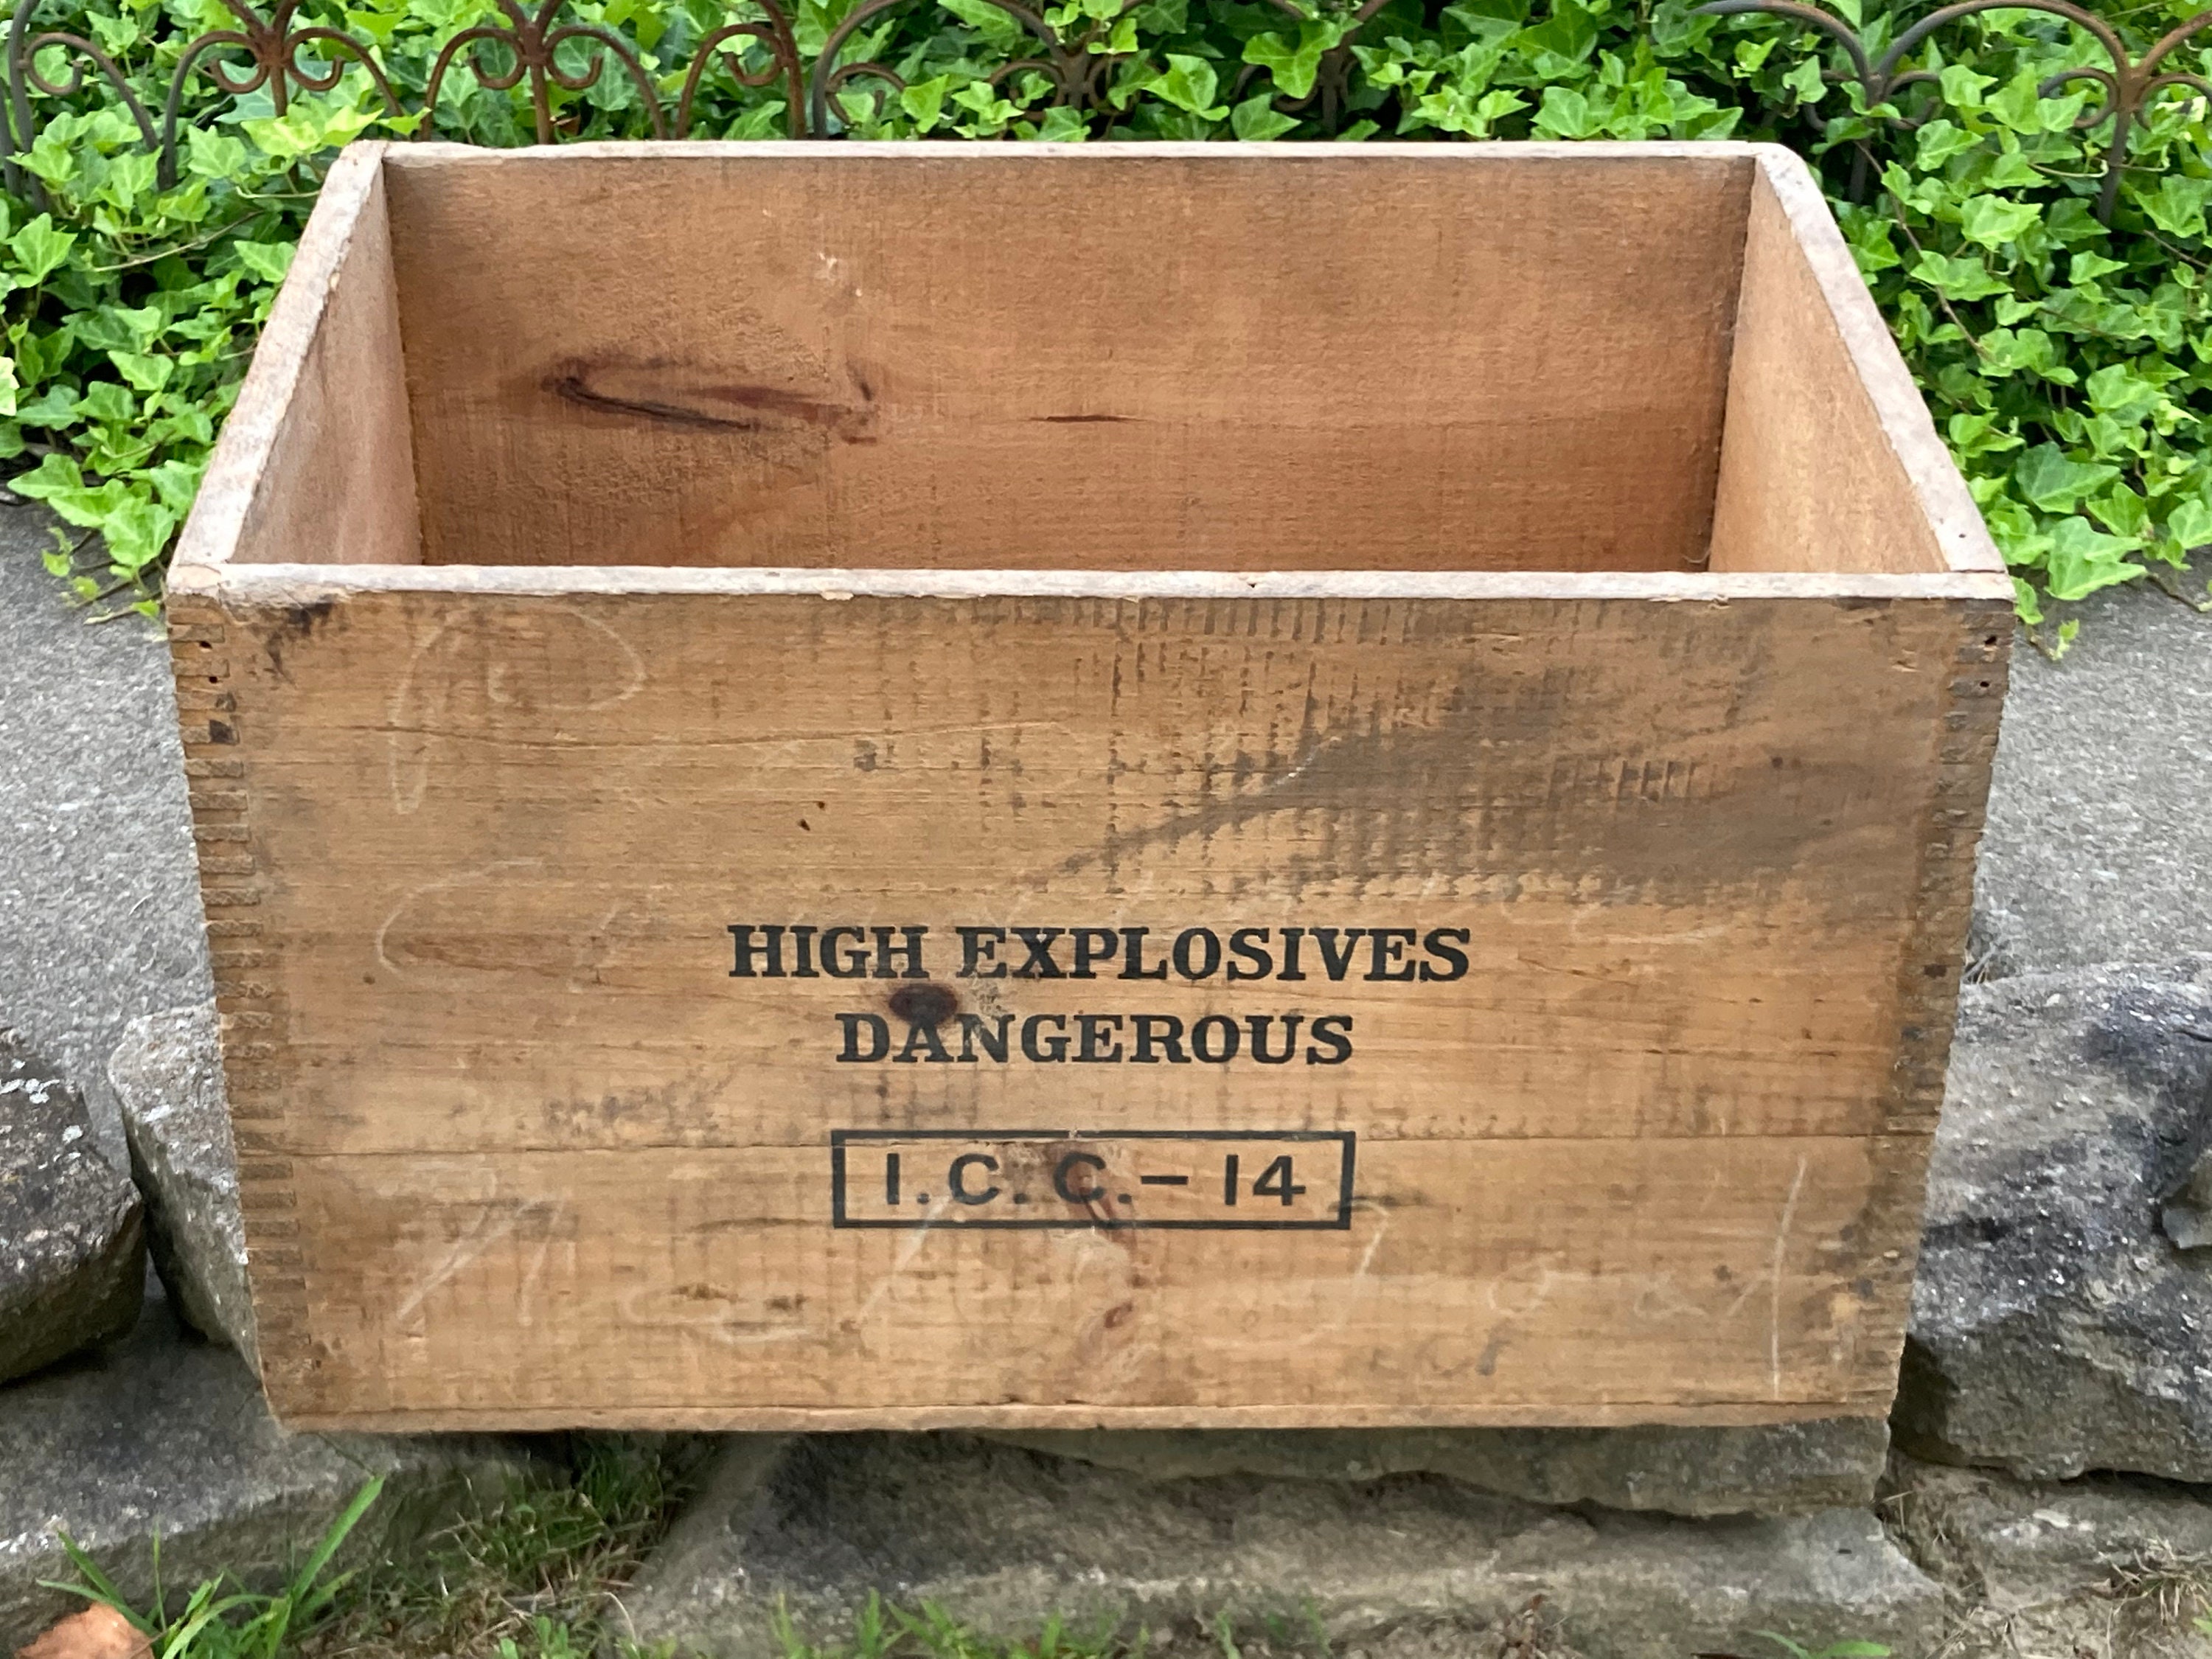 HIGH EXPLOSIVES
DANGEROUS
I.C.C.– 14